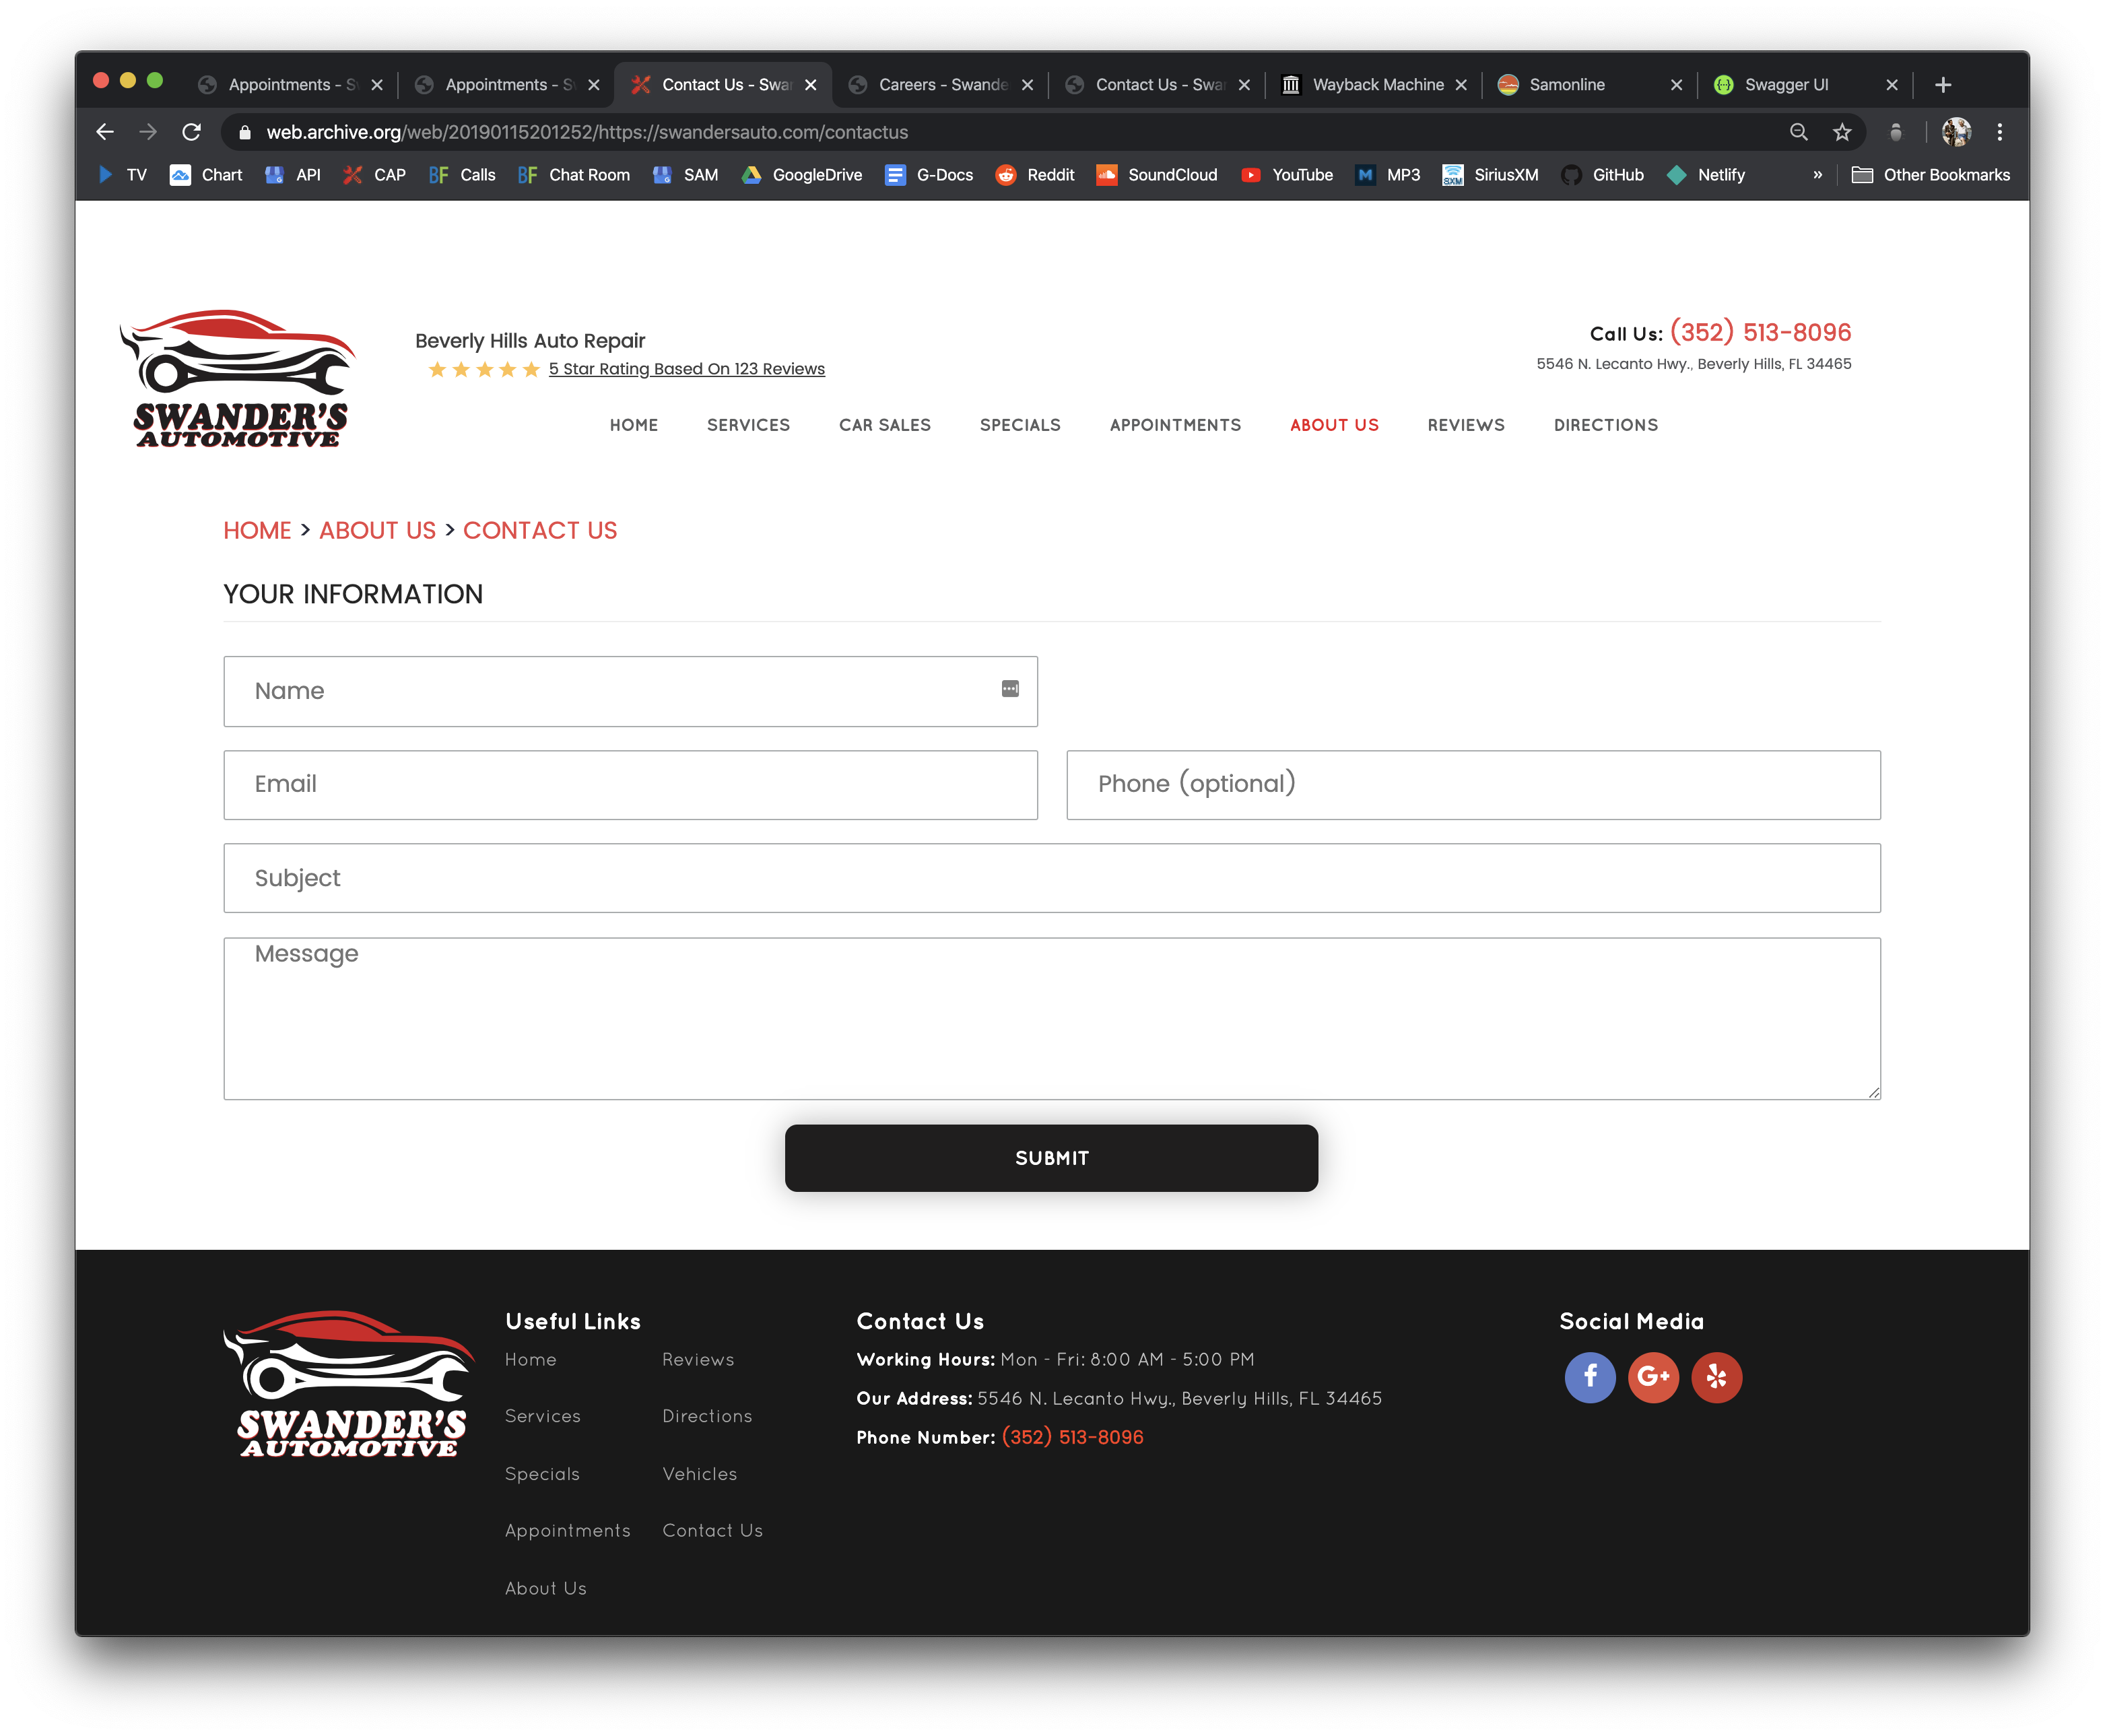 Appointments - S
Appointments - S
Contact Us - Swan
Careers - Swande
Contact Us - Swan
Wayback Machine
Samonline
Swagger UI
web.archive.org/web/20190115201252/https://swandersauto.com/contactus
TV Chart API CAP BF Calls BF Chat Room SAM GoogleDrive G-Docs Reddit SoundCloud YouTube M MP3 SXM SiriusXM GitHub Netlify » Other Bookmarks
SWANDER'S
AUTOMOTIVE
Beverly Hills Auto Repair
5 Star Rating Based On 123 Reviews
Call Us: (352) 513-8096
5546 N. Lecanto Hwy., Beverly Hills, FL 34465
HOME SERVICES CAR SALES SPECIALS APPOINTMENTS ABOUT US REVIEWS DIRECTIONS
HOME > ABOUT US > CONTACT US
YOUR INFORMATION
Name
Email
Phone (optional)
Subject
Message
SUBMIT
SWANDER'S
AUTOMOTIVE
Useful Links
Home Reviews
Services Directions
Specials Vehicles
Appointments Contact Us
About Us
Contact Us
Working Hours: Mon - Fri: 8:00 AM - 5:00 PM
Our Address: 5546 N. Lecanto Hwy., Beverly Hills, FL 34465
Phone Number: (352) 513-8096
Social Media
f G+